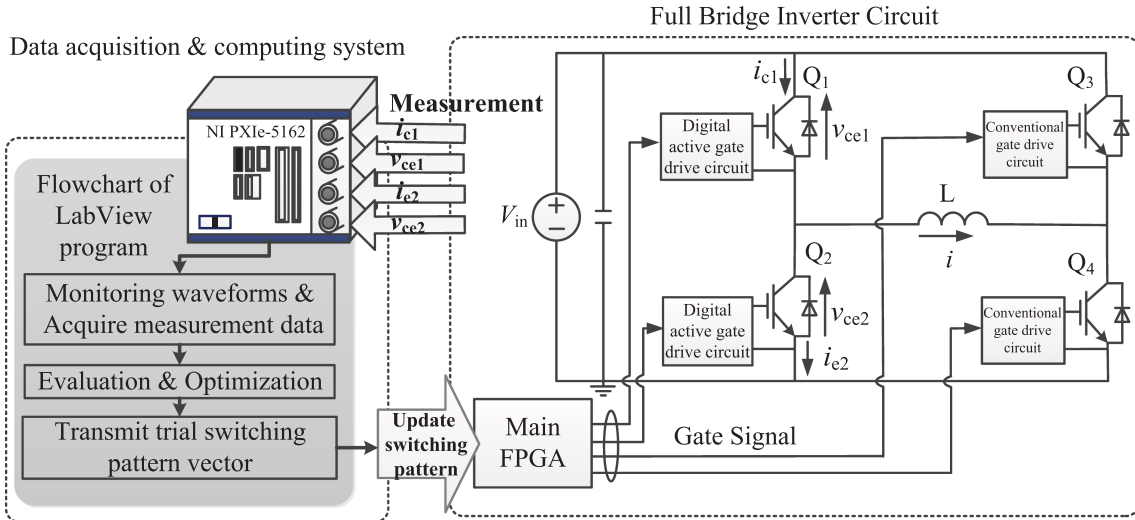 Full Bridge Inverter Circuit
Data acquisition & computing system
Measurement
NI PXIe-5162
ic1
vce1
ie2
vce2
Flowchart of
LabView
program
Monitoring waveforms &
Acquire measurement data
Evaluation & Optimization
Transmit trial switching
pattern vector
Update
switching
pattern
Main
FPGA
Gate Signal
Vin
ic1
Q1
vce1
Digital
active gate
drive circuit
Q3
Conventional
gate drive
circuit
L
i
Q2
vce2
ie2
Digital
active gate
drive circuit
Q4
Conventional
gate drive
circuit